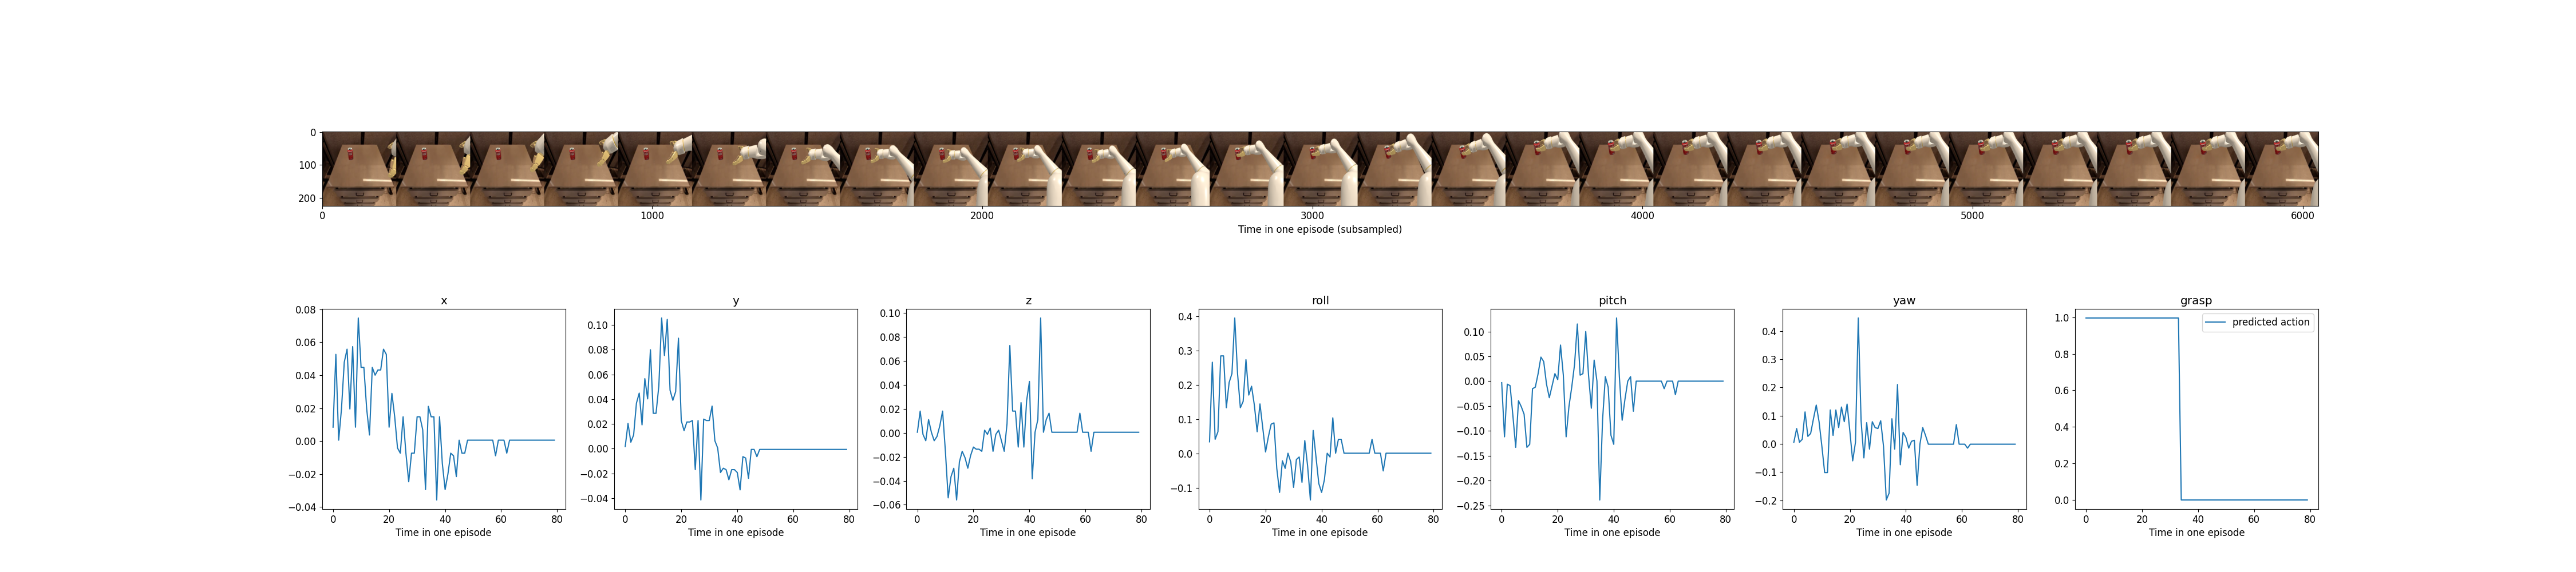 0
100
200
0 1000 2000 3000 4000 5000 6000
Time in one episode (subsampled)
x
0.08
0.06
0.04
0.02
0.00
−0.02
−0.04
0 20 40 60 80
Time in one episode
y
0.10
0.08
0.06
0.04
0.02
0.00
−0.02
−0.04
0 20 40 60 80
Time in one episode
z
0.10
0.08
0.06
0.04
0.02
0.00
−0.02
−0.04
−0.06
0 20 40 60 80
Time in one episode
roll
0.4
0.3
0.2
0.1
0.0
−0.1
0 20 40 60 80
Time in one episode
pitch
0.10
0.05
0.00
−0.05
−0.10
−0.15
−0.20
−0.25
0 20 40 60 80
Time in one episode
yaw
0.4
0.3
0.2
0.1
0.0
−0.1
−0.2
0 20 40 60 80
Time in one episode
grasp
predicted action
1.0
0.8
0.6
0.4
0.2
0.0
0 20 40 60 80
Time in one episode